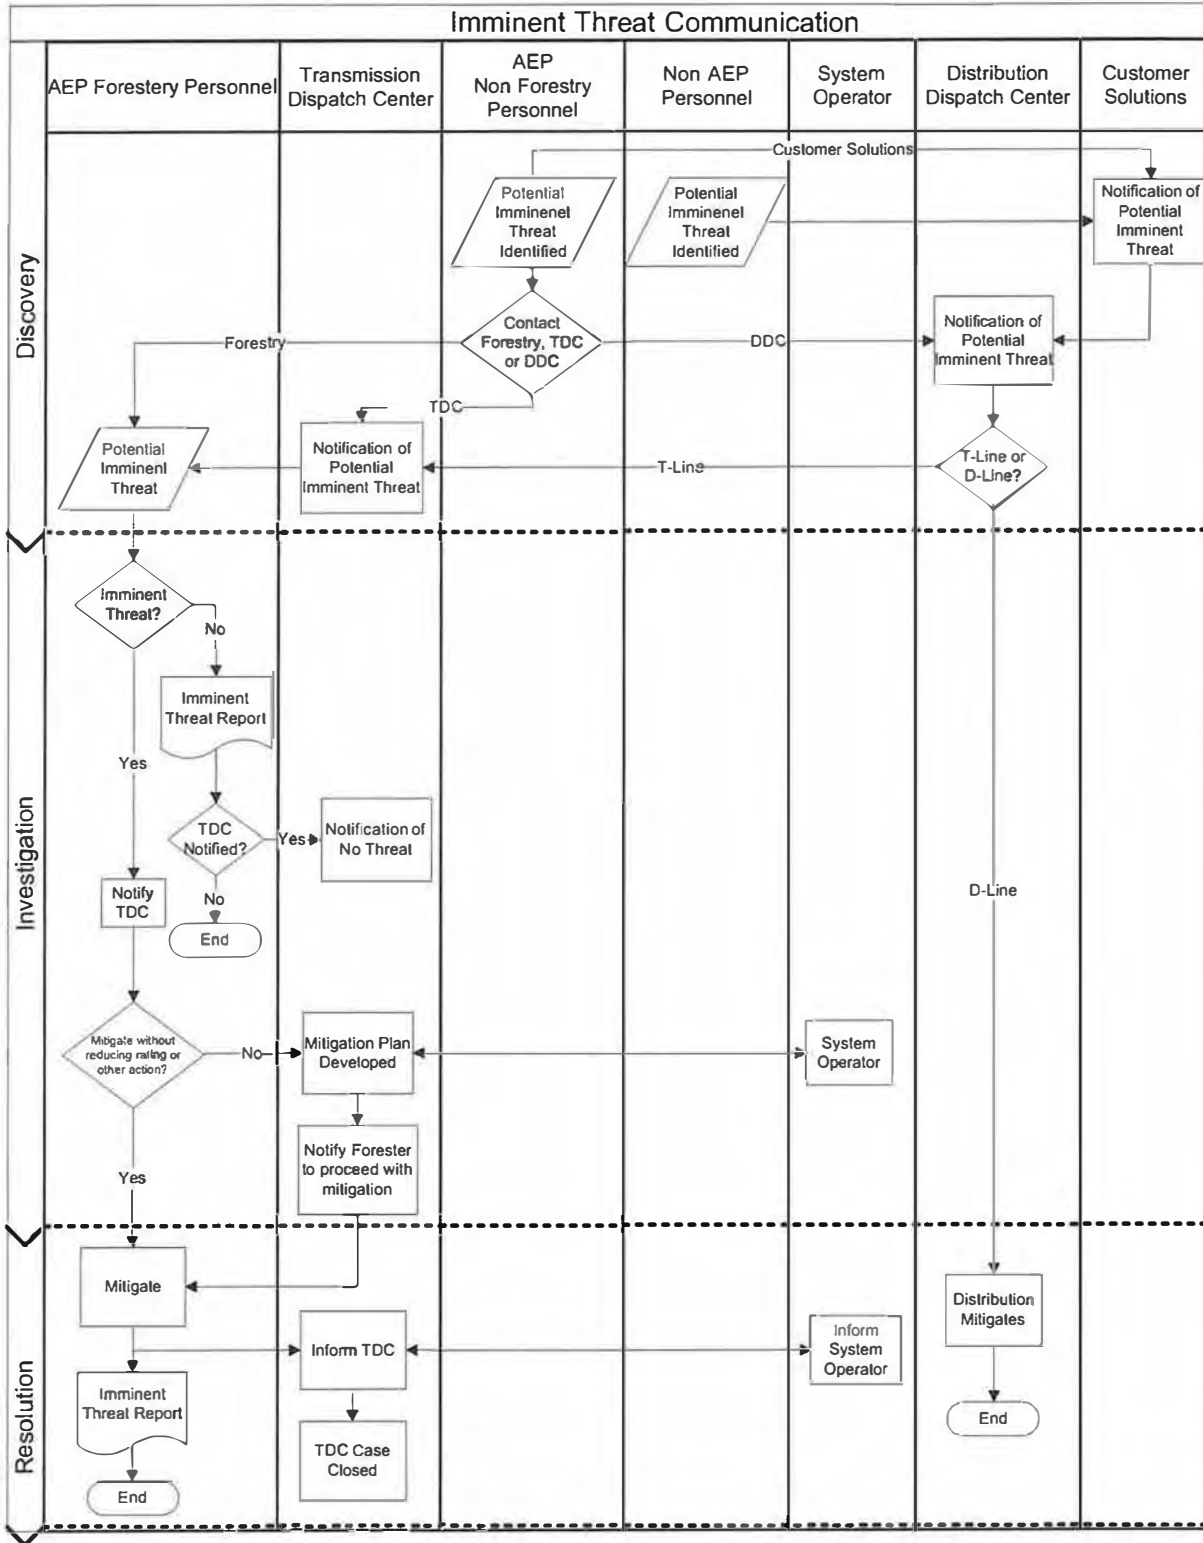 Imminent Threat Communication
AEP Forestery Personnel
Transmission
Dispatch Center
AEP
Non Forestry
Personnel
Non AEP
Personnel
System
Operator
Distribution
Dispatch Center
Customer
Solutions
Discovery
Customer Solutions
Potential
Imminenet
Threat
Identified
Potential
Imminenet
Threat
Identified
Notification of
Potential
Imminent
Threat
Contact
Forestry, TDC
or DDC
Forestry
DDC
Notification of
Potential
Imminent Threat
TDC
Potential
Imminent
Threat
Notification of
Potential
Imminent Threat
T-Line
T-Line or
D-Line?
Investigation
Imminent
Threat?
No
Imminent
Threat Report
Yes
TDC
Notified?
Yes
Notification of
No Threat
Notify
TDC
No
End
D-Line
Mitigate without
reducing rating or
other action?
No
Mitigation Plan
Developed
System
Operator
Yes
Notify Forester
to proceed with
mitigation
Resolution
Mitigate
Distribution
Mitigates
Inform TDC
Inform
System
Operator
Imminent
Threat Report
End
TDC Case
Closed
End